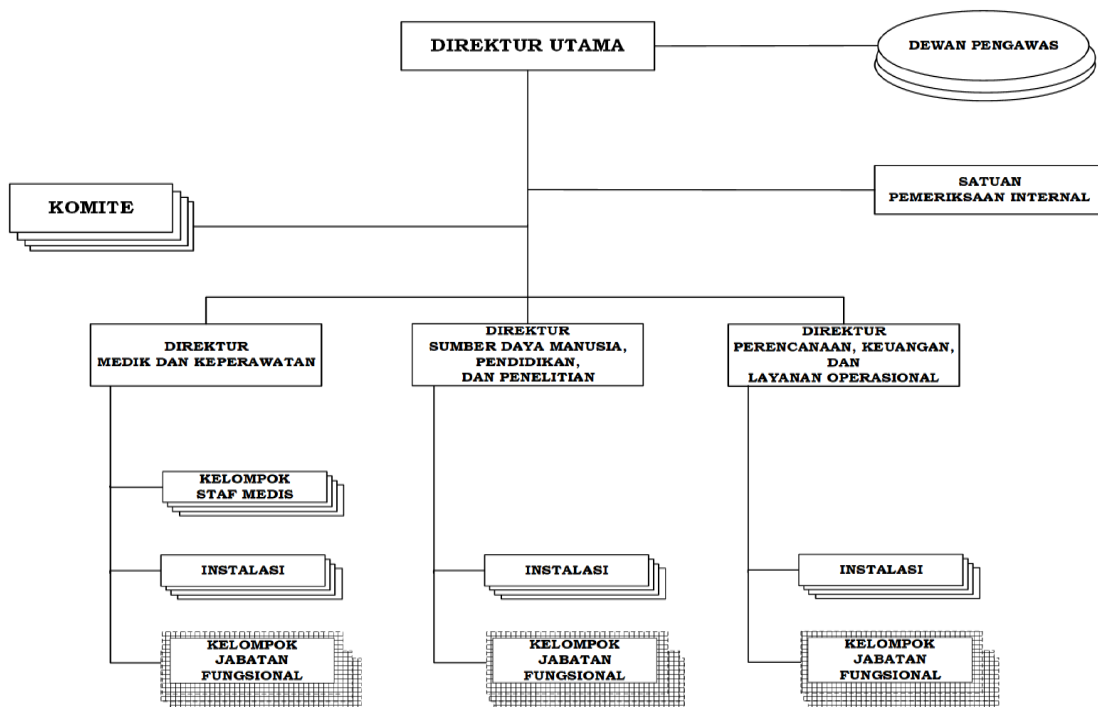 DIREKTUR UTAMA
DEWAN PENGAWAS
SATUAN
PEMERIKSAAN INTERNAL
KOMITE
DIREKTUR
MEDIK DAN KEPERAWATAN
DIREKTUR
SUMBER DAYA MANUSIA,
PENDIDIKAN,
DAN PENELITIAN
DIREKTUR
PERENCANAAN, KEUANGAN,
DAN
LAYANAN OPERASIONAL
KELOMPOK
STAF MEDIS
INSTALASI
INSTALASI
INSTALASI
KELOMPOK
JABATAN
FUNGSIONAL
KELOMPOK
JABATAN
FUNGSIONAL
KELOMPOK
JABATAN
FUNGSIONAL